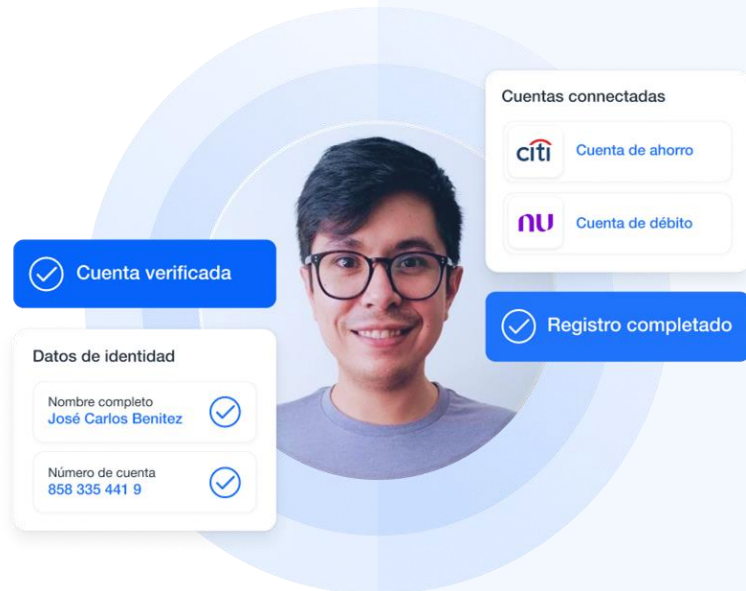 Cuentas connectadas
citi
Cuenta de ahorro
nu
Cuenta de débito
Cuenta verificada
Registro completado
Datos de identidad
Nombre completo
José Carlos Benitez
Número de cuenta
858 335 441 9